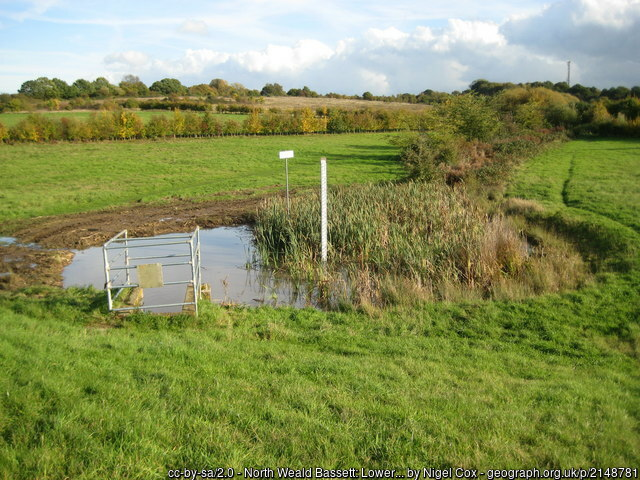 cc-by-sa/2.0 - North Weald Bassett: Lower... by Nigel Cox - geograph.org.uk/p/2148781